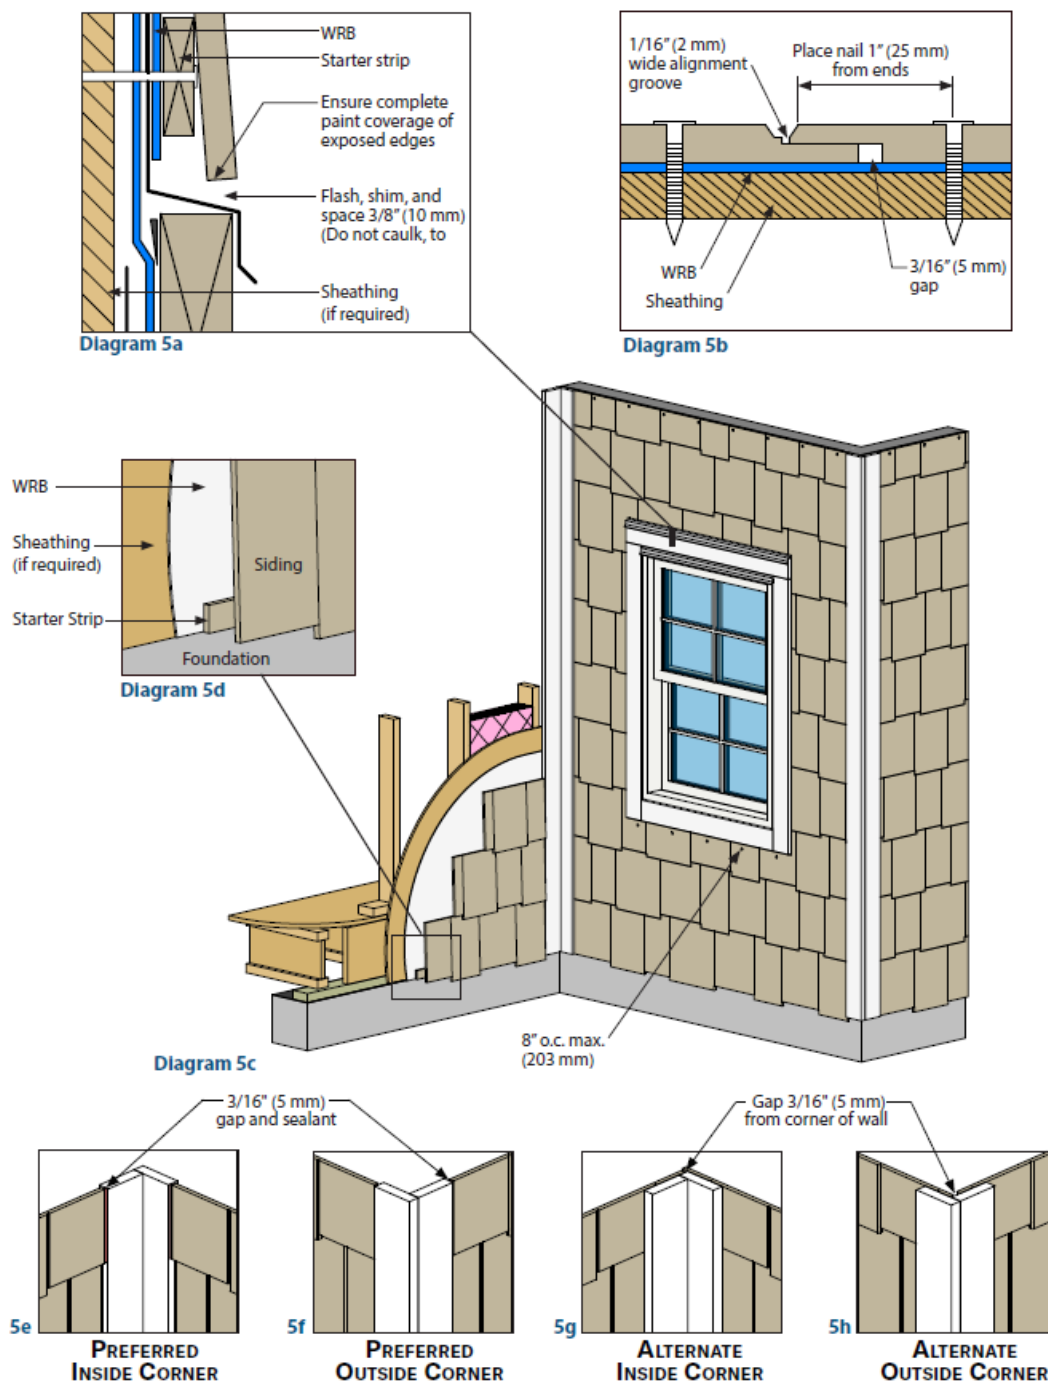 WRB
Starter strip
Ensure complete
paint coverage of
exposed edges
Flash, shim, and
space 3/8" (10 mm)
(Do not caulk, to
Sheathing
(if required)
Diagram 5a
1/16" (2 mm)
wide alignment
groove
Place nail 1" (25 mm)
from ends
WRB
Sheathing
3/16" (5 mm)
gap
Diagram 5b
WRB
Sheathing
(if required)
Starter Strip
Siding
Foundation
Diagram 5d
8" o.c. max.
(203 mm)
Diagram 5c
3/16" (5 mm)
gap and sealant
Gap 3/16" (5 mm)
from corner of wall
5e
PREFERRED
INSIDE CORNER
5f
PREFERRED
OUTSIDE CORNER
5g
ALTERNATE
INSIDE CORNER
5h
ALTERNATE
OUTSIDE CORNER